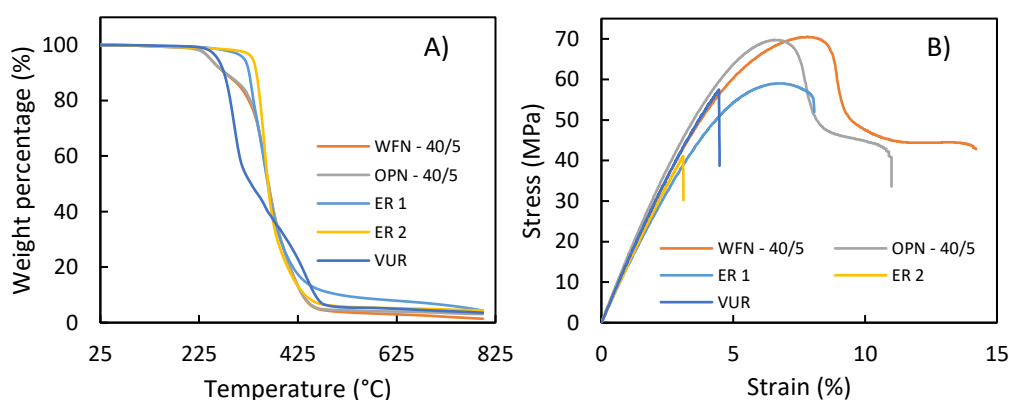 A)
Weight percentage (%)
100
80
60
40
20
0
WFN - 40/5
OPN - 40/5
ER 1
ER 2
VUR
25 225 425 625 825
Temperature (°C)
B)
Stress (MPa)
70
60
50
40
30
20
10
0
WFN - 40/5 OPN - 40/5
ER 1 ER 2
VUR
0 5 10 15
Strain (%)